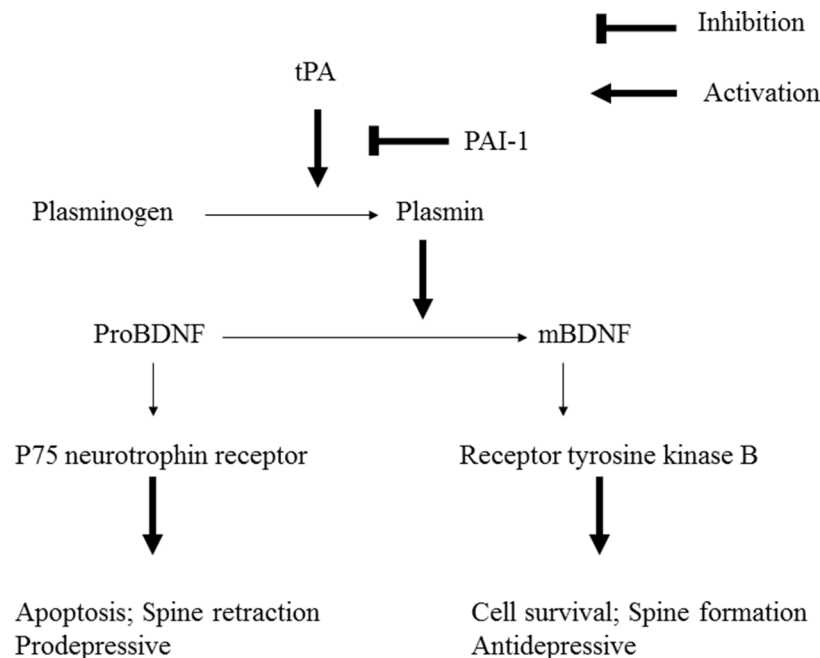 Inhibition
tPA
Activation
PAI-1
Plasminogen
Plasmin
ProBDNF
mBDNF
P75 neurotrophin receptor
Receptor tyrosine kinase B
Apoptosis; Spine retraction
Prodepressive
Cell survival; Spine formation
Antidepressive